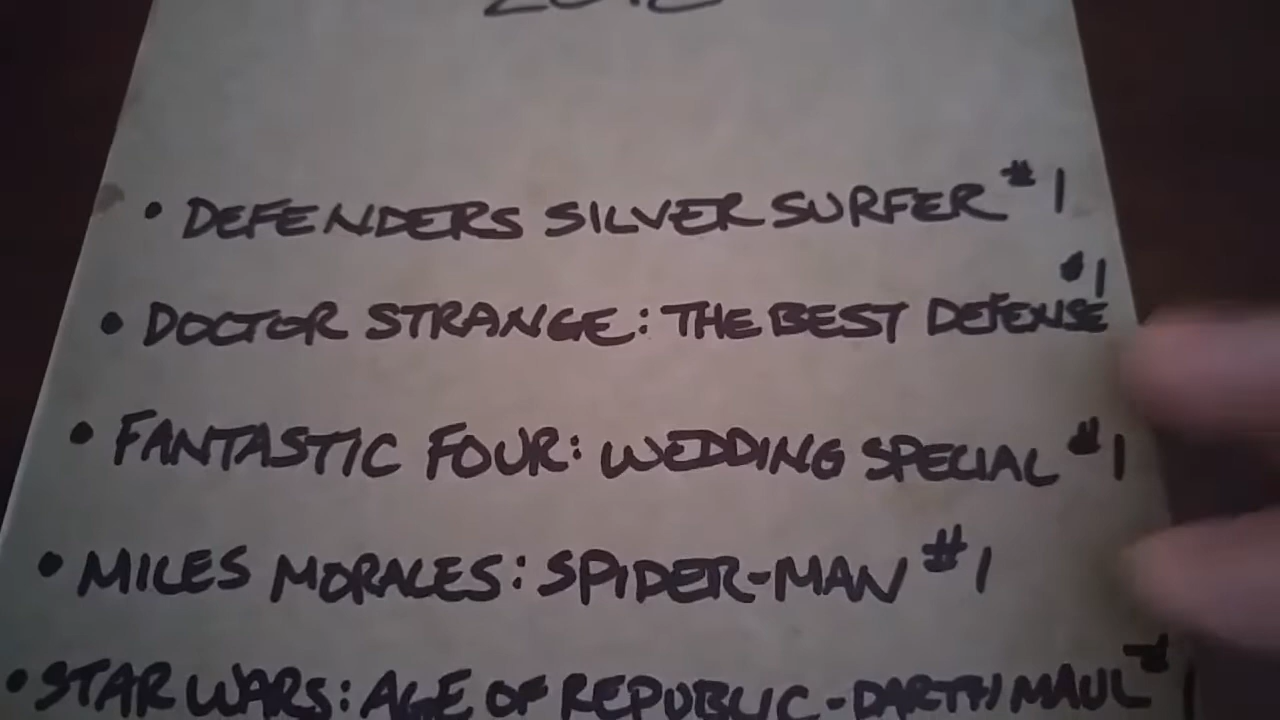 • DEFENDERS SILVER SURFER #1
• DOCTOR STRANGE: THE BEST DEFENSE #1
• FANTASTIC FOUR: WEDDING SPECIAL #1
• MILES MORALES: SPIDER-MAN #1
• STAR WARS: AGE OF REPUBLIC - DARTH MAUL #1